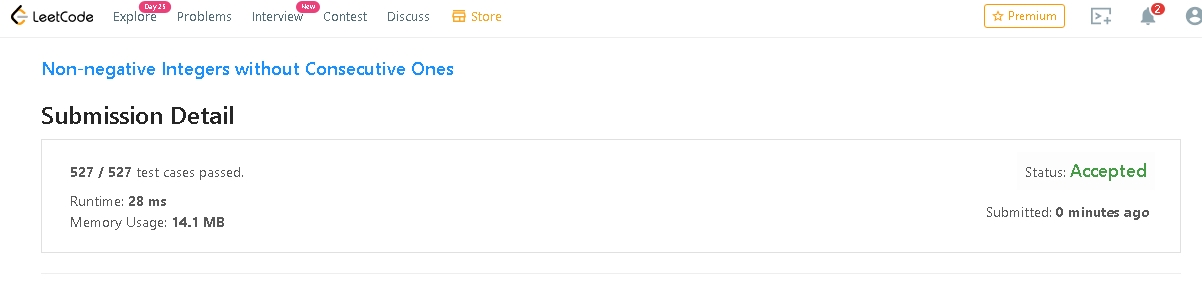 LeetCode Explore Day 25 Problems Interview New Contest Discuss Store Premium 2
Non-negative Integers without Consecutive Ones
Submission Detail
527 / 527 test cases passed. Status: Accepted
Runtime: 28 ms
Memory Usage: 14.1 MB Submitted: 0 minutes ago